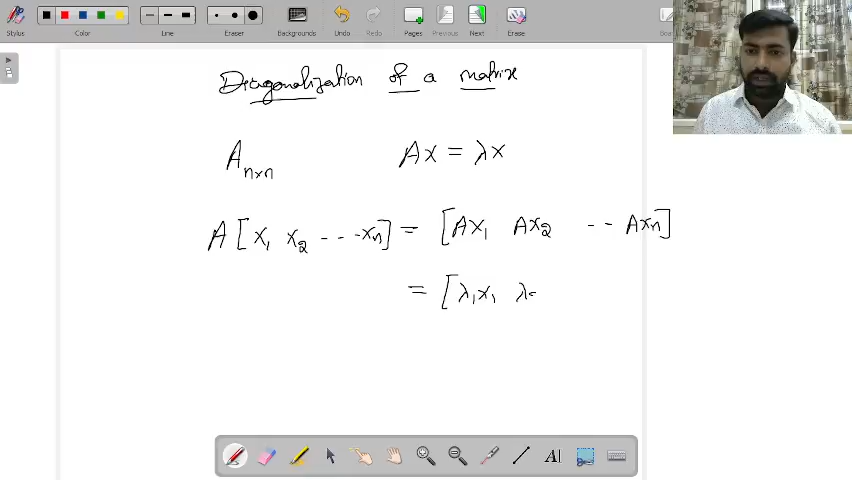 Stylus Color Line Eraser Backgrounds Undo Redo Pages Previous Next Erase
Diagonalization of a matrix
Aₙₓₙ Ax = λx
A [x₁ x₂ --- xₙ] = [Ax₁ Ax₂ -- Axₙ]
= [λ₁x₁ λ
A